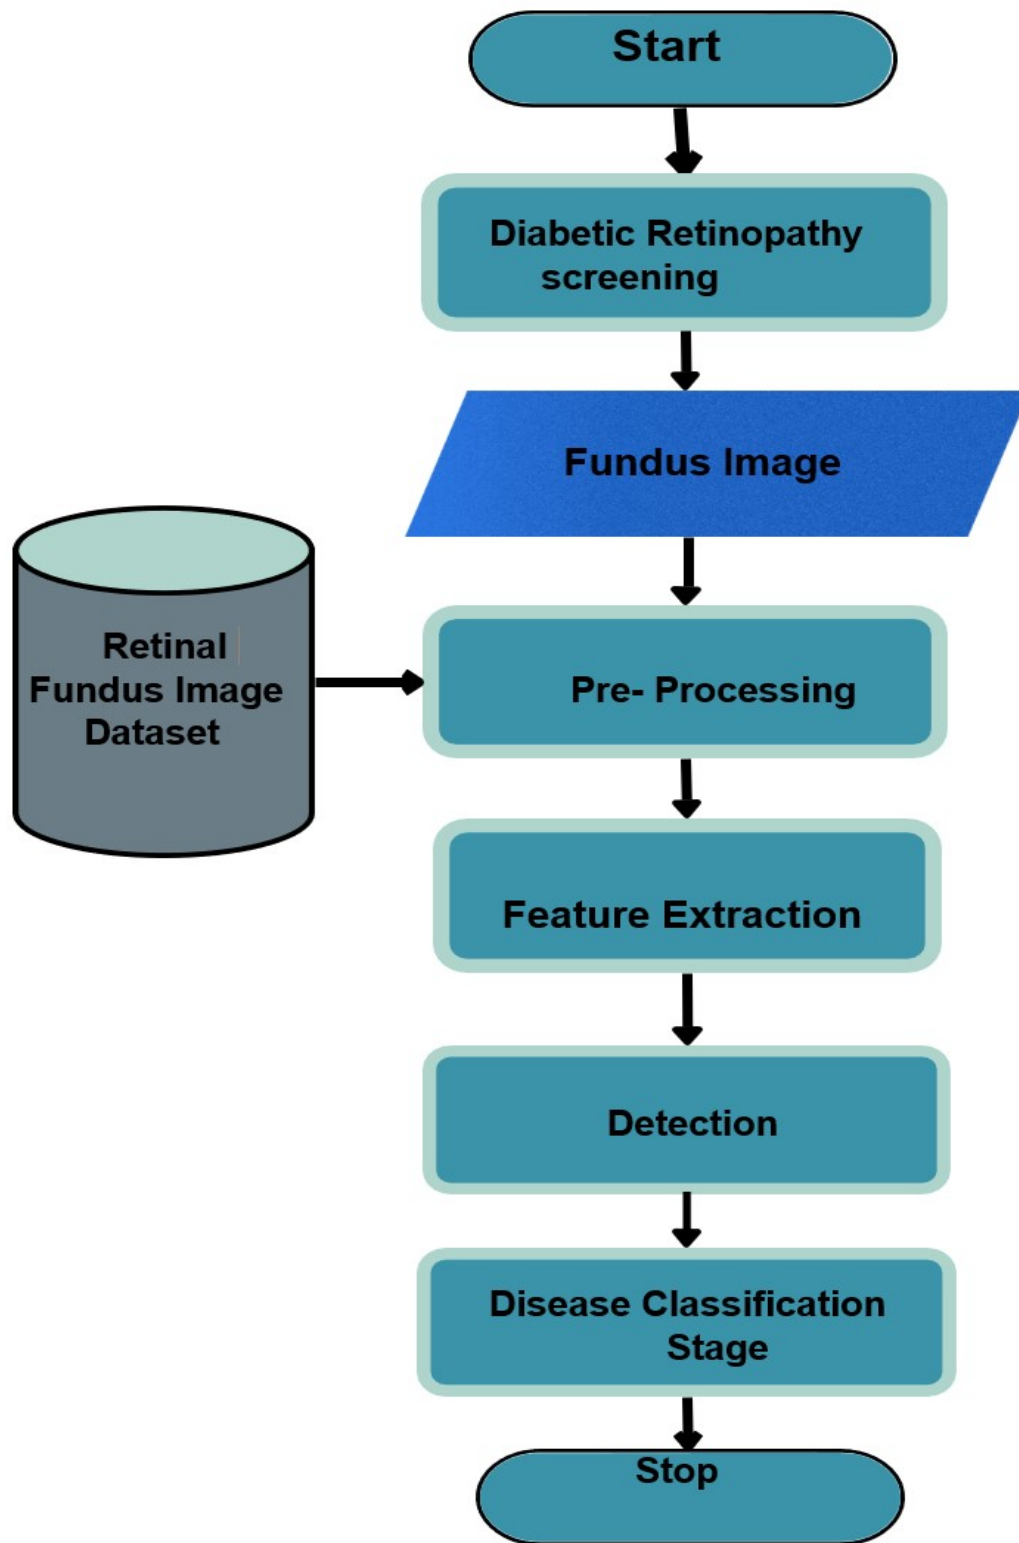 Start
Diabetic Retinopathy
screening
Fundus Image
Retinal
Fundus Image
Dataset
Pre- Processing
Feature Extraction
Detection
Disease Classification
Stage
Stop